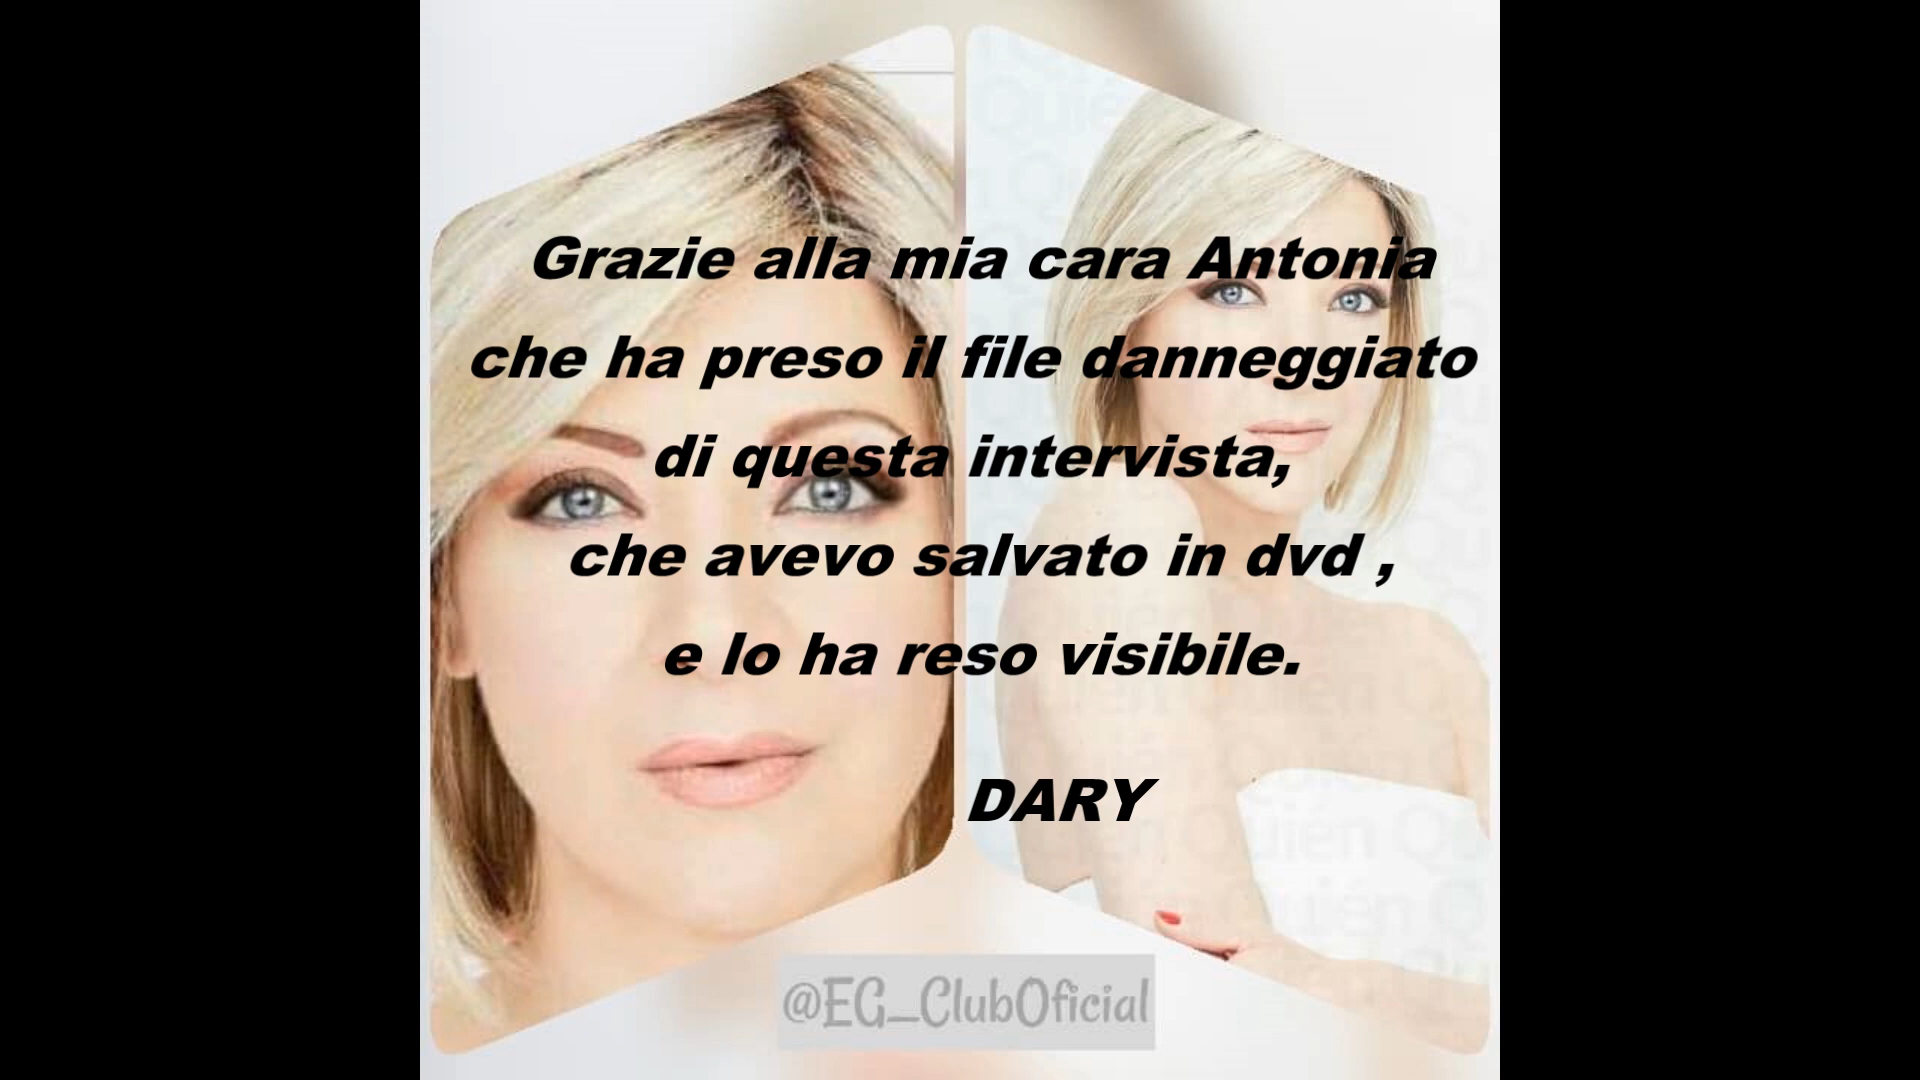 Grazie alla mia cara Antonia
che ha preso il file danneggiato
di questa intervista,
che avevo salvato in dvd ,
e lo ha reso visibile.
DARY
@EG_ClubOficial